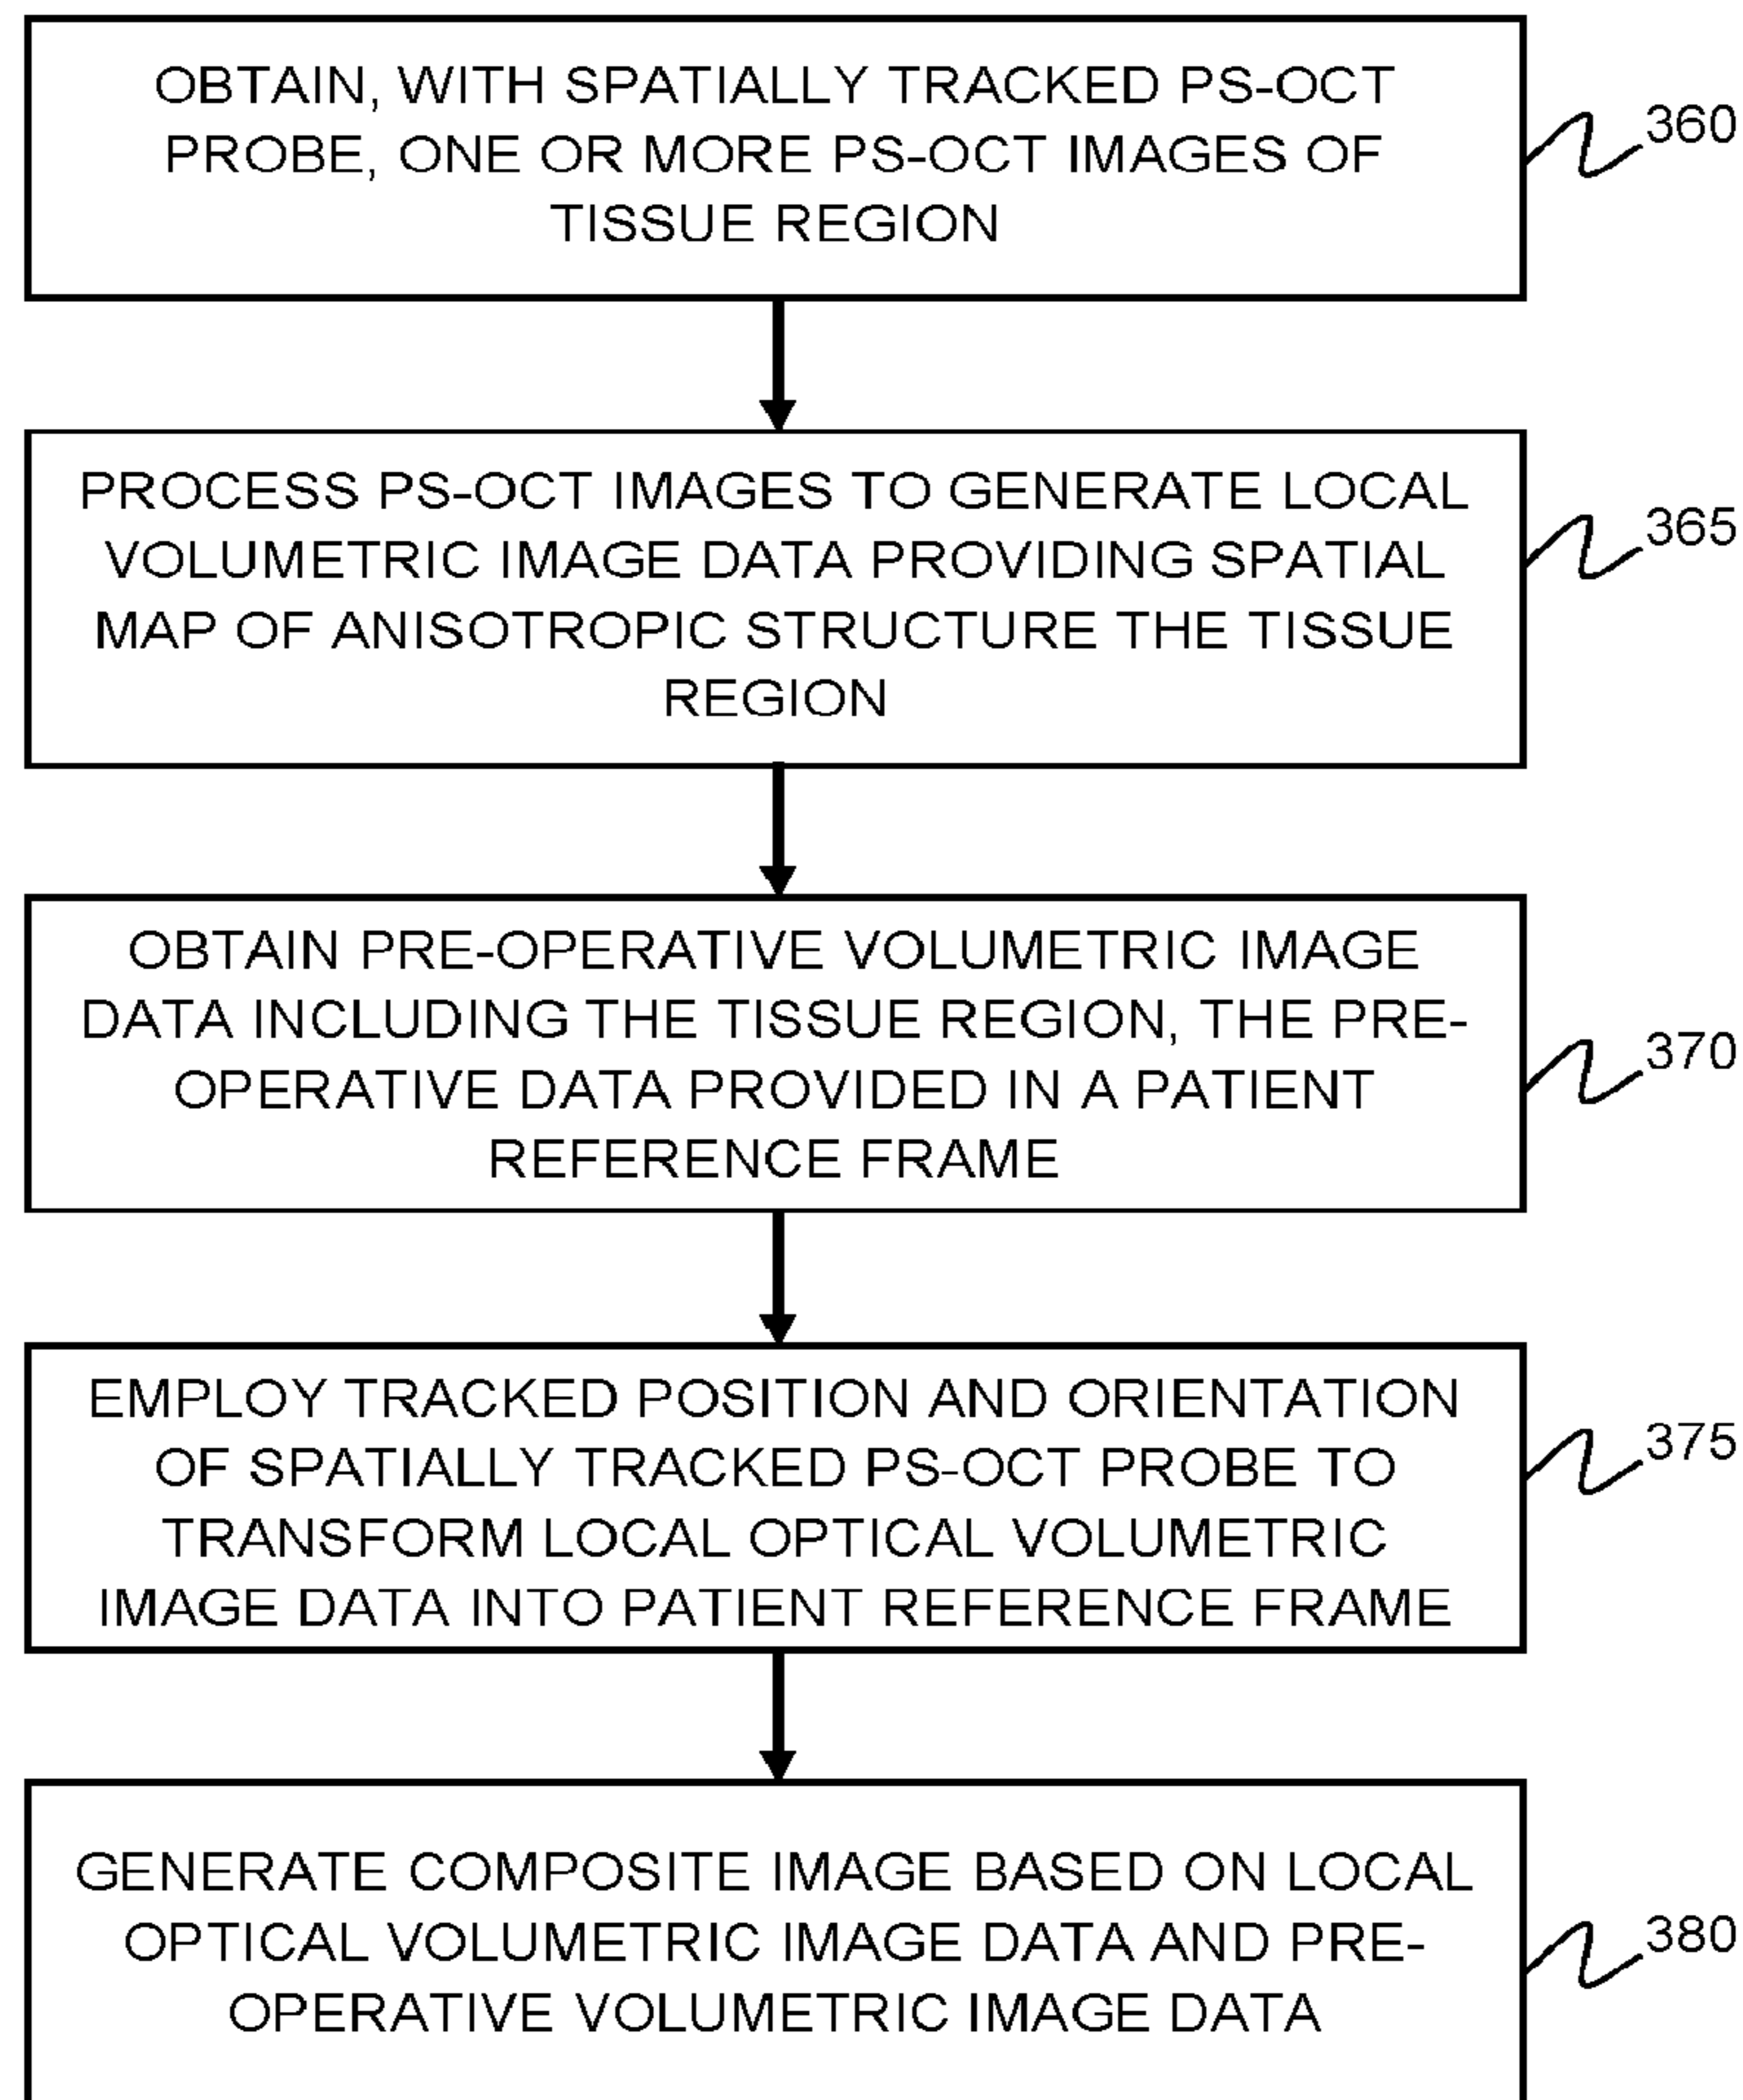 OBTAIN, WITH SPATIALLY TRACKED PS-OCT
PROBE, ONE OR MORE PS-OCT IMAGES OF
TISSUE REGION
360
PROCESS PS-OCT IMAGES TO GENERATE LOCAL
VOLUMETRIC IMAGE DATA PROVIDING SPATIAL
MAP OF ANISOTROPIC STRUCTURE THE TISSUE
REGION
365
OBTAIN PRE-OPERATIVE VOLUMETRIC IMAGE
DATA INCLUDING THE TISSUE REGION, THE PRE-
OPERATIVE DATA PROVIDED IN A PATIENT
REFERENCE FRAME
370
EMPLOY TRACKED POSITION AND ORIENTATION
OF SPATIALLY TRACKED PS-OCT PROBE TO
TRANSFORM LOCAL OPTICAL VOLUMETRIC
IMAGE DATA INTO PATIENT REFERENCE FRAME
375
GENERATE COMPOSITE IMAGE BASED ON LOCAL
OPTICAL VOLUMETRIC IMAGE DATA AND PRE-
OPERATIVE VOLUMETRIC IMAGE DATA
380